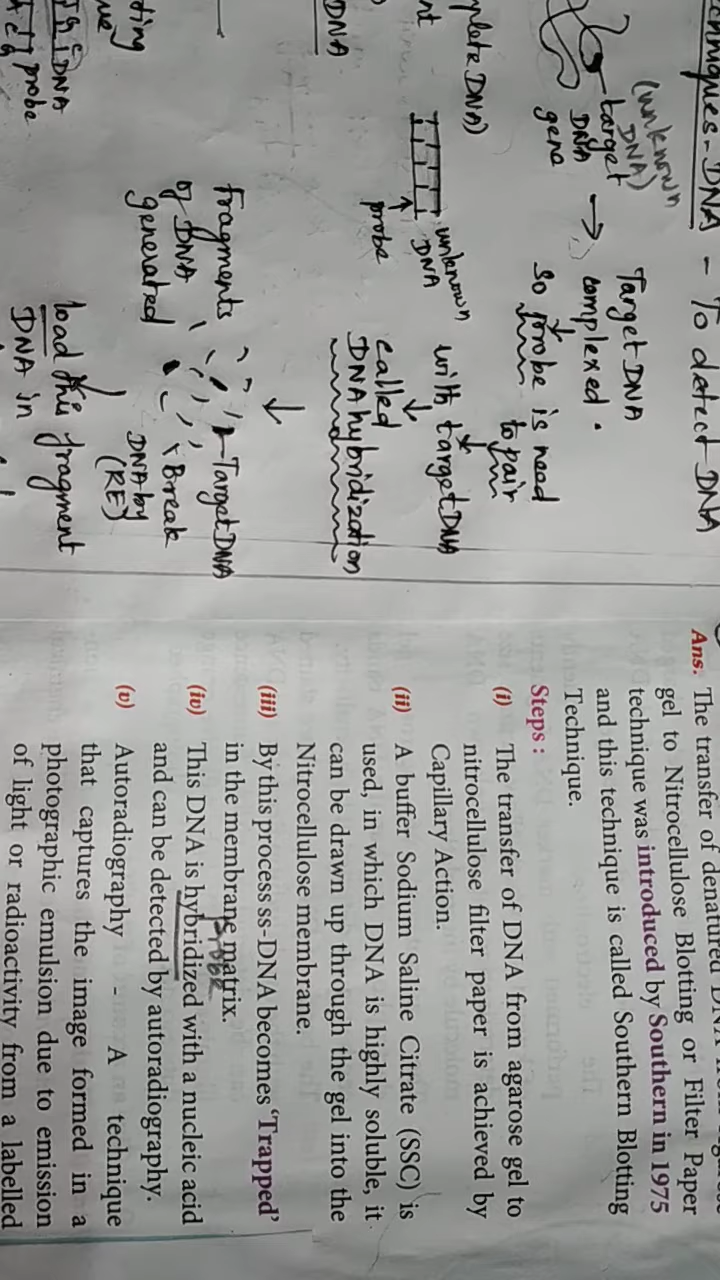 Techniques - DNA - To detect DNA
(unknown DNA)
target
DNA
gene
→
Target DNA
complexed.
So probe is need
to pair
DNA)
unknown
DNA
probe
with target DNA
called
DNA hybridization
DNA
fragments
of DNA
generated
Target DNA
Break
DNA by
(RE)
load this fragment
DNA in
DNA
probe
Ans. The transfer of denatured DNA
gel to Nitrocellulose Blotting or Filter Paper
technique was introduced by Southern in 1975
and this technique is called Southern Blotting
Technique.
Steps :
(i) The transfer of DNA from agarose gel to
nitrocellulose filter paper is achieved by
Capillary Action.
(ii) A buffer Sodium Saline Citrate (SSC) is
used, in which DNA is highly soluble, it
can be drawn up through the gel into the
Nitrocellulose membrane.
(iii) By this process ss-DNA becomes 'Trapped'
in the membrane matrix.
probe
(iv) This DNA is hybridized with a nucleic acid
and can be detected by autoradiography.
(v) Autoradiography - A technique
that captures the image formed in a
photographic emulsion due to emission
of light or radioactivity from a labelled